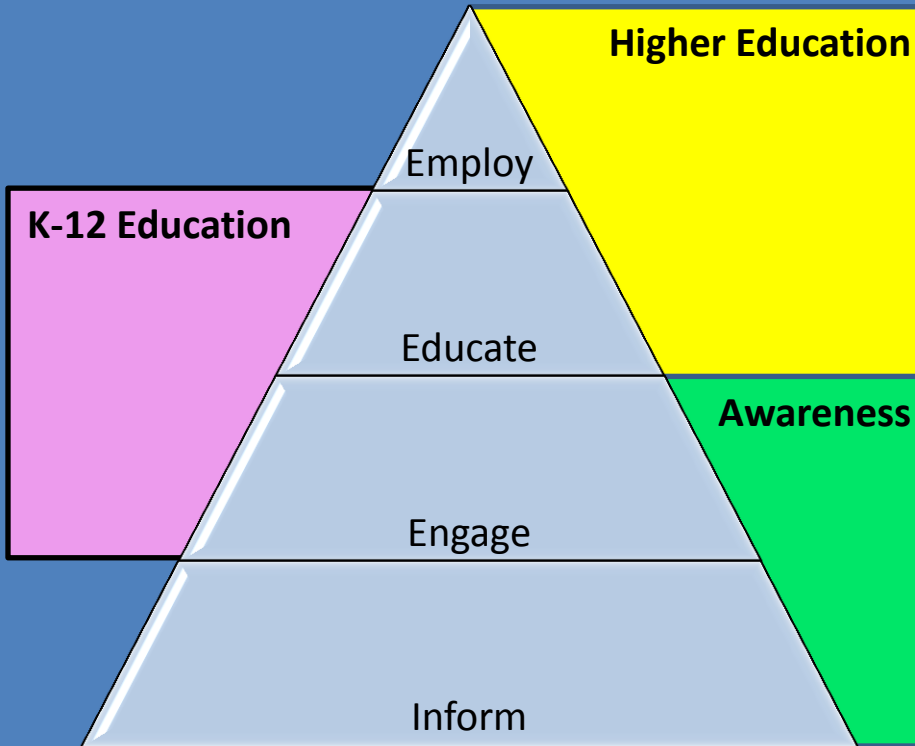 Higher Education
Employ
K-12 Education
Educate
Awareness
Engage
Inform